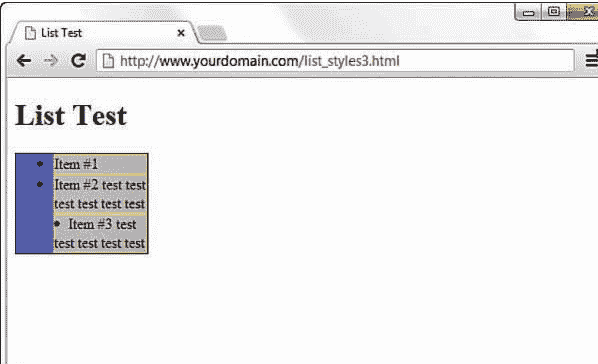 List Test
http://www.yourdomain.com/list_styles3.html
List Test
Item #1
Item #2 test test
test test test test
Item #3 test
test test test test